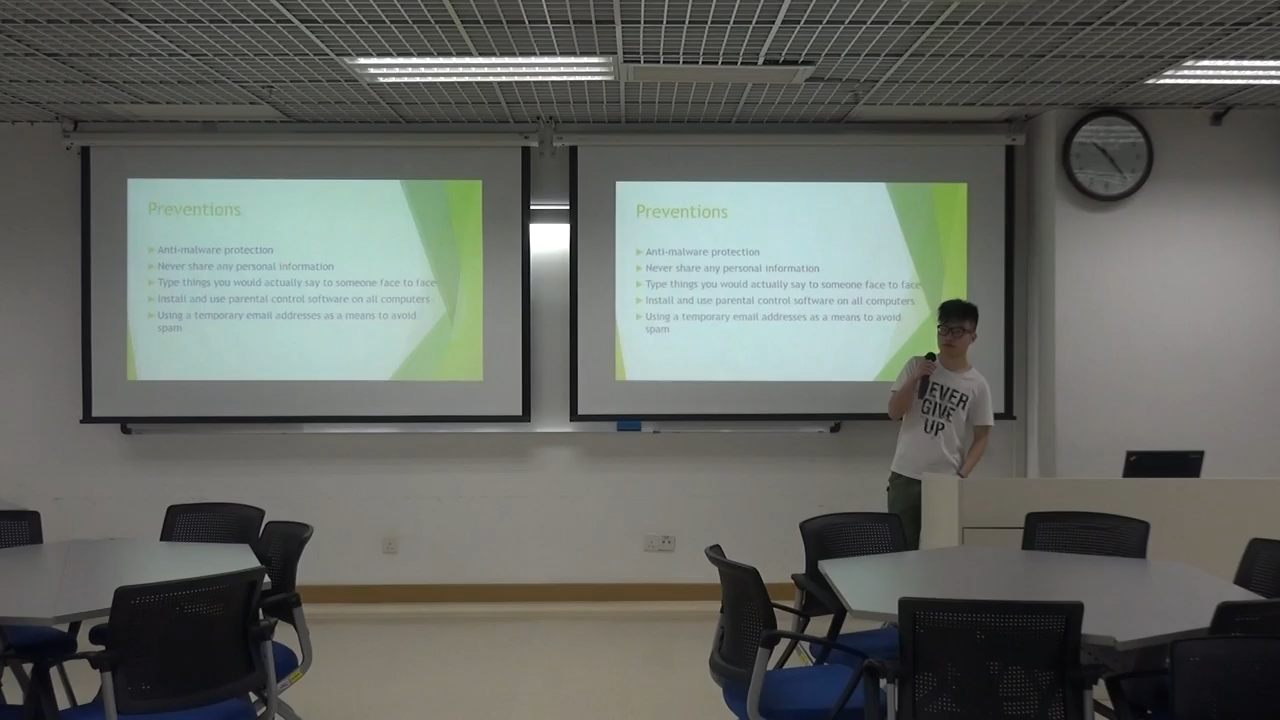 Preventions
Anti-malware protection
Never share any personal information
Type things you would actually say to someone face to face
Install and use parental control software on all computers
Using a temporary email addresses as a means to avoid
spam
Preventions
Anti-malware protection
Never share any personal information
Type things you would actually say to someone face to face
Install and use parental control software on all computers
Using a temporary email addresses as a means to avoid
spam
EVER
GIVE
UP